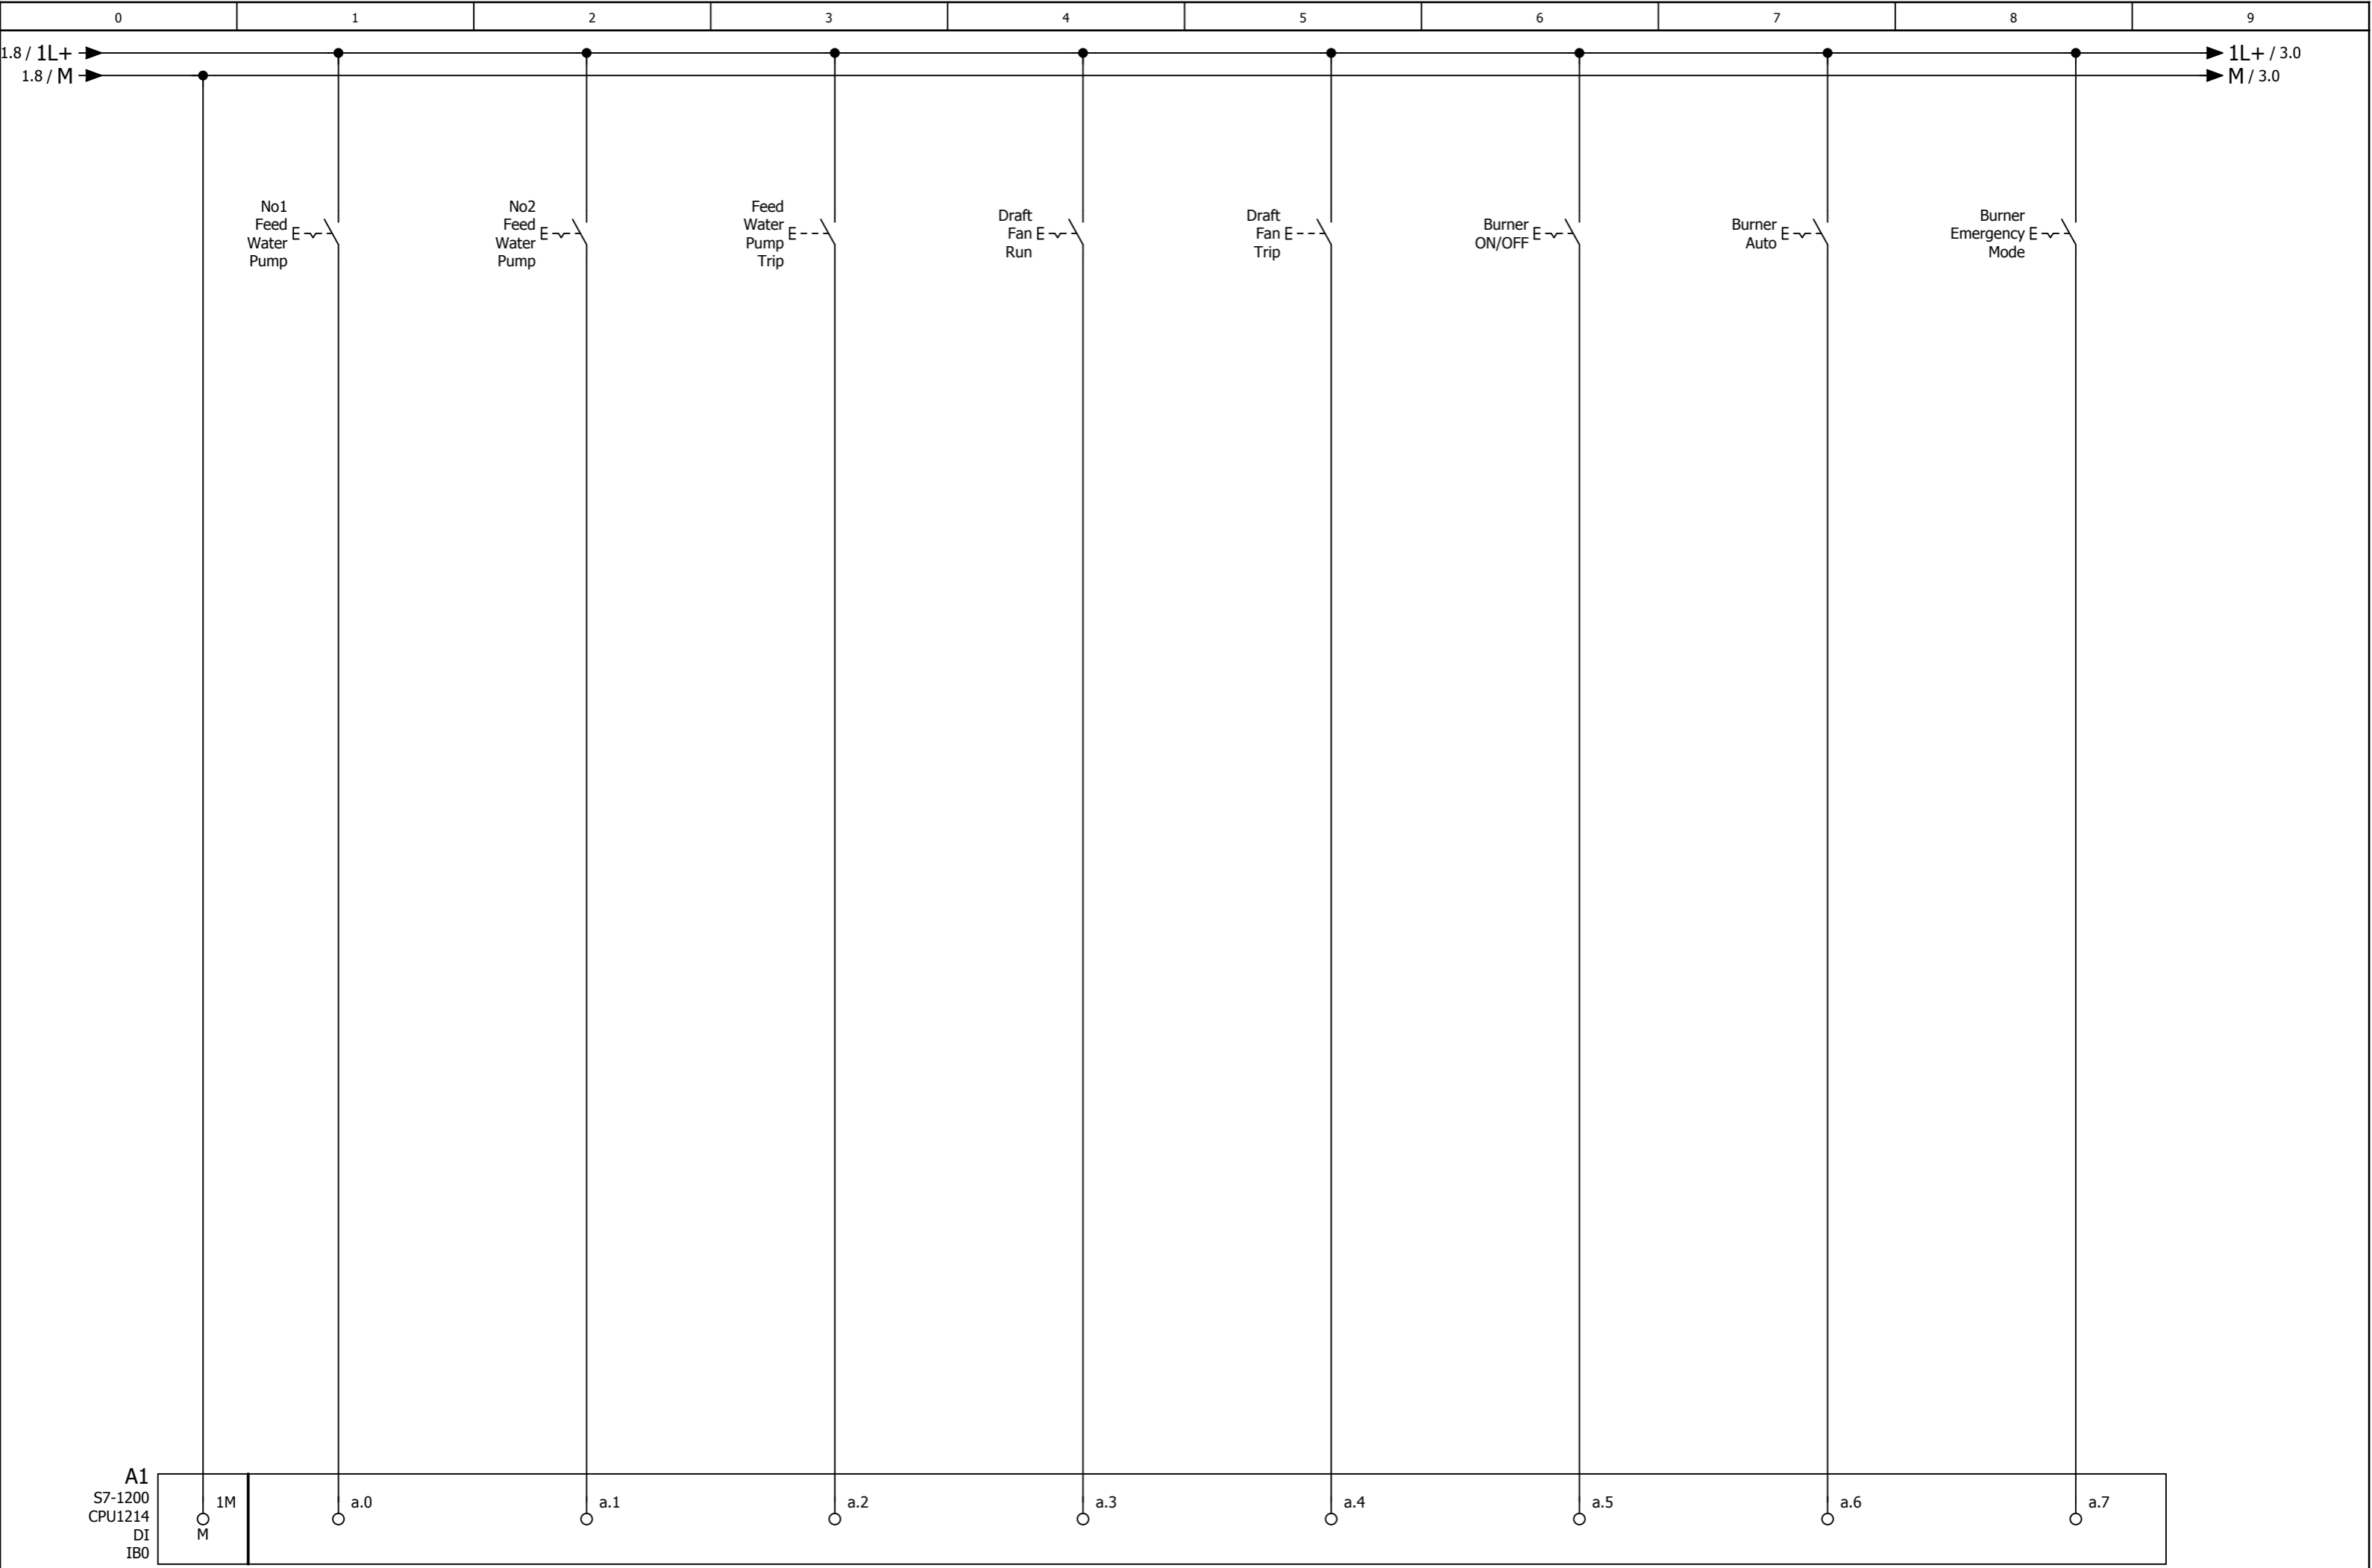 0 1 2 3 4 5 6 7 8 9
1.8 / 1L+ 1L+ / 3.0
1.8 / M M / 3.0
No1
Feed
Water
Pump
E
No2
Feed
Water
Pump
E
Feed
Water
Pump
Trip
E
Draft
Fan
Run
E
Draft
Fan
Trip
E
Burner
ON/OFF
E
Burner
Auto
E
Burner
Emergency
Mode
E
A1
S7-1200
CPU1214
DI
IB0
1M
M
a.0 a.1 a.2 a.3 a.4 a.5 a.6 a.7